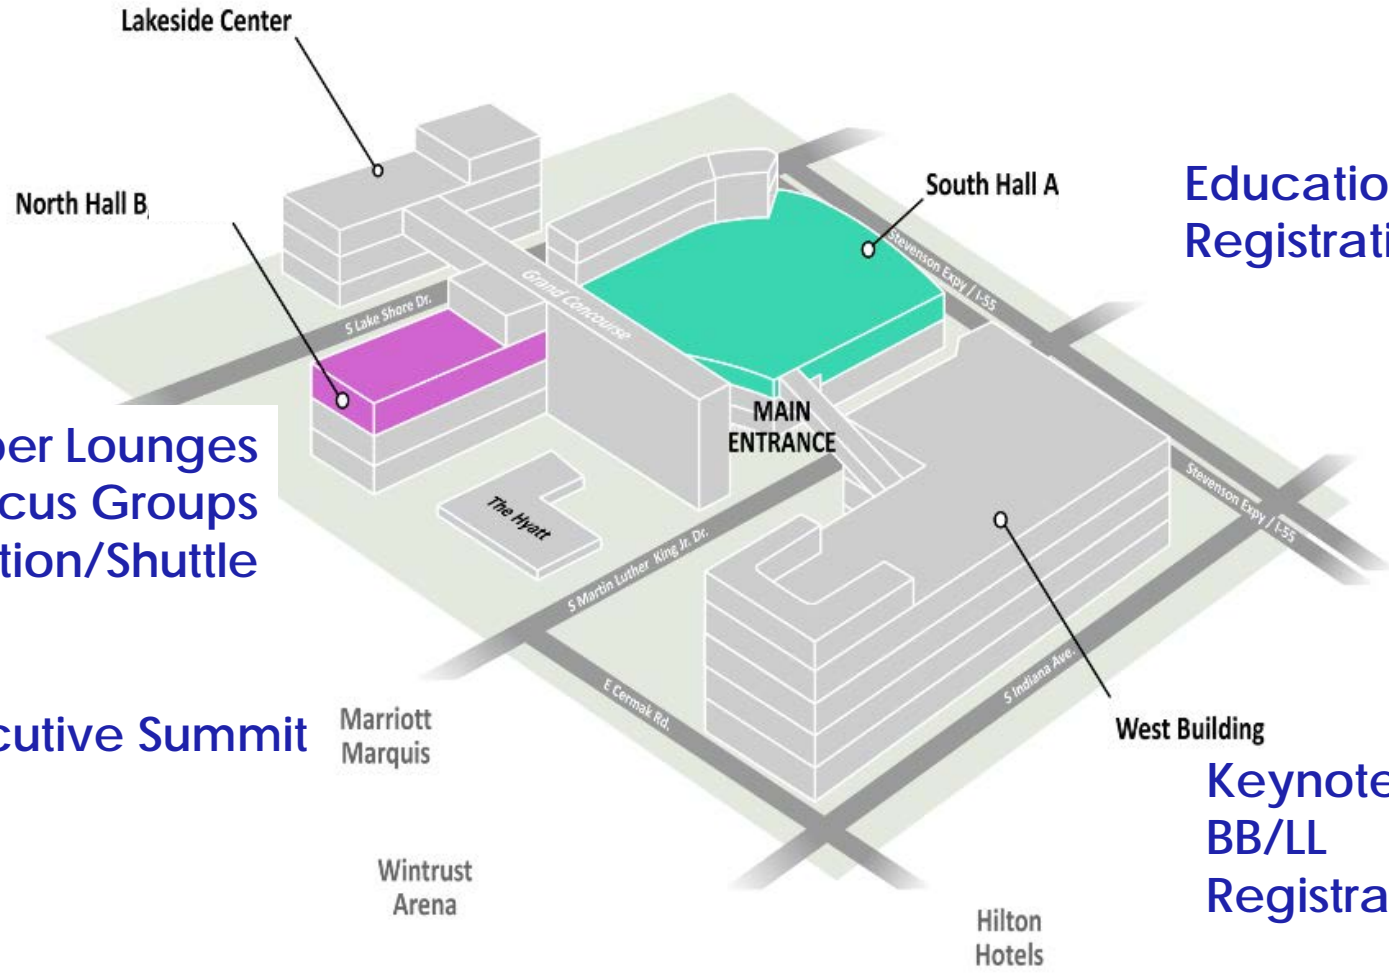 Lakeside Center
North Hall B
South Hall A
Educatio
Registrati
Stevenson Expy / I-55
Grand Concourse
S Lake Shore Dr.
MAIN
ENTRANCE
per Lounges
cus Groups
tion/Shuttle
The Hyatt
Stevenson Expy / I-55
S Martin Luther King Jr. Dr.
S Indiana Ave.
E Cermak Rd.
cutive Summit
Marriott
Marquis
West Building
Keynote
BB/LL
Registra
Wintrust
Arena
Hilton
Hotels